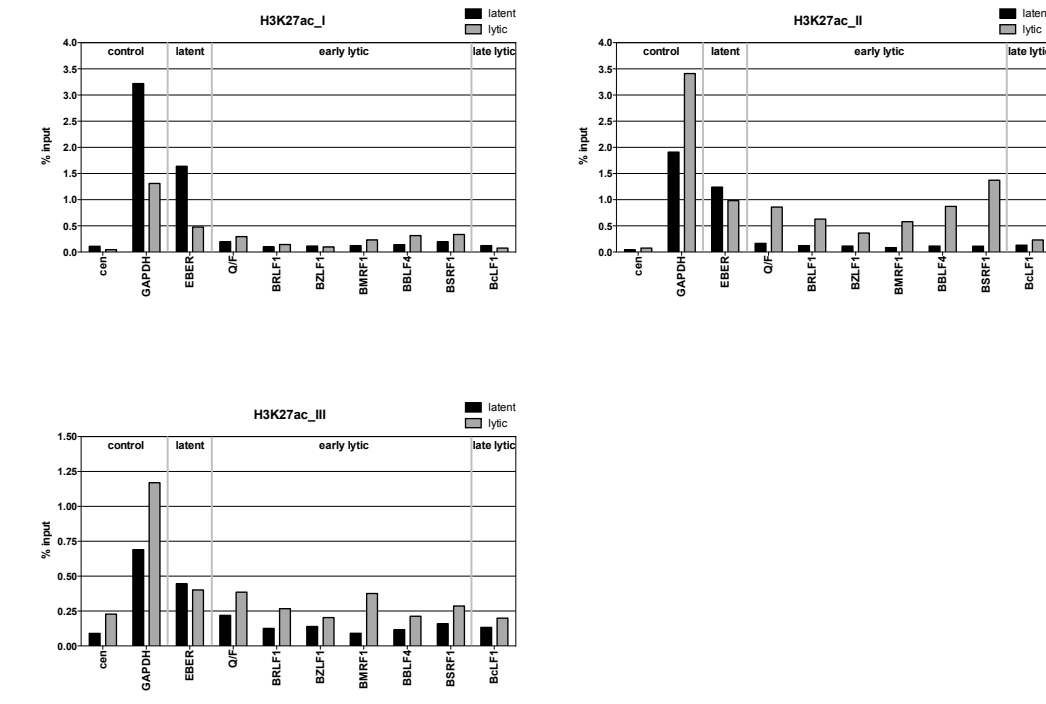 H3K27ac_I
latent
lytic
control latent early lytic late lytic
4.0
3.5
3.0
2.5
2.0
1.5
1.0
0.5
0.0
% input
cen
GAPDH
EBER
Q/F
BRLF1
BZLF1
BMRF1
BBLF4
BSRF1
BcLF1
H3K27ac_II
laten
lytic
control latent early lytic late lytic
4.0
3.5
3.0
2.5
2.0
1.5
1.0
0.5
0.0
% input
cen
GAPDH
EBER
Q/F
BRLF1
BZLF1
BMRF1
BBLF4
BSRF1
BcLF1
H3K27ac_III
latent
lytic
control latent early lytic late lytic
1.50
1.25
1.00
0.75
0.50
0.25
0.00
% input
cen
GAPDH
EBER
Q/F
BRLF1
BZLF1
BMRF1
BBLF4
BSRF1
BcLF1